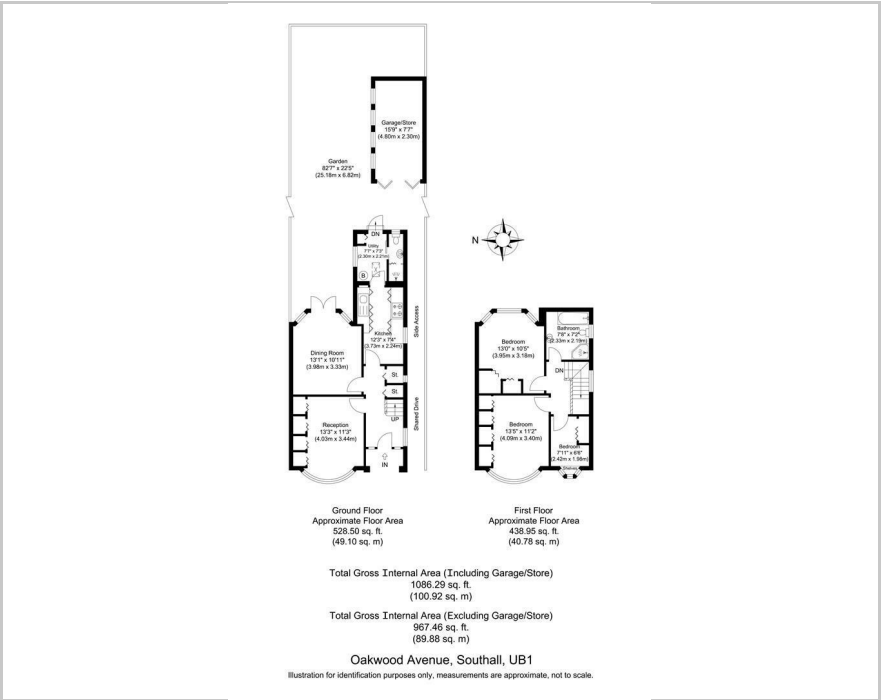 Garage/Store
15'9" x 7'7"
(4.80m x 2.30m)
Garden
82'7" x 22'5"
(25.18m x 6.82m)
N
DN
Utility
7'7" x 7'3"
(2.30m x 2.21m)
B
Kitchen
12'3" x 7'4"
(3.73m x 2.24m)
Side Access
Dining Room
13'1" x 10'11"
(3.98m x 3.33m)
St.
St.
UP
Shared Drive
Reception
13'3" x 11'3"
(4.03m x 3.44m)
IN
Bathroom
7'8" x 7'2"
(2.33m x 2.19m)
Bedroom
13'0" x 10'5"
(3.95m x 3.18m)
DN
Bedroom
13'5" x 11'2"
(4.09m x 3.40m)
Bedroom
7'11" x 6'6"
(2.42m x 1.98m)
Ground Floor
Approximate Floor Area
528.50 sq. ft.
(49.10 sq. m)
First Floor
Approximate Floor Area
438.95 sq. ft.
(40.78 sq. m)
Total Gross Internal Area (Including Garage/Store)
1086.29 sq. ft.
(100.92 sq. m)
Total Gross Internal Area (Excluding Garage/Store)
967.46 sq. ft.
(89.88 sq. m)
Oakwood Avenue, Southall, UB1
Illustration for identification purposes only, measurements are approximate, not to scale.